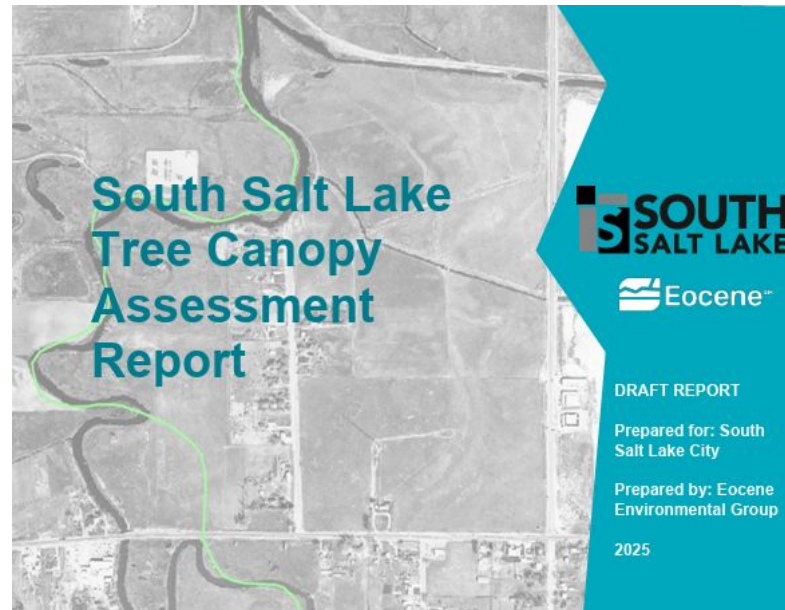 South Salt Lake
Tree Canopy
Assessment
Report
SOUTH
SALT LAKE
Eocene
DRAFT REPORT
Prepared for: South
Salt Lake City
Prepared by: Eocene
Environmental Group
2025